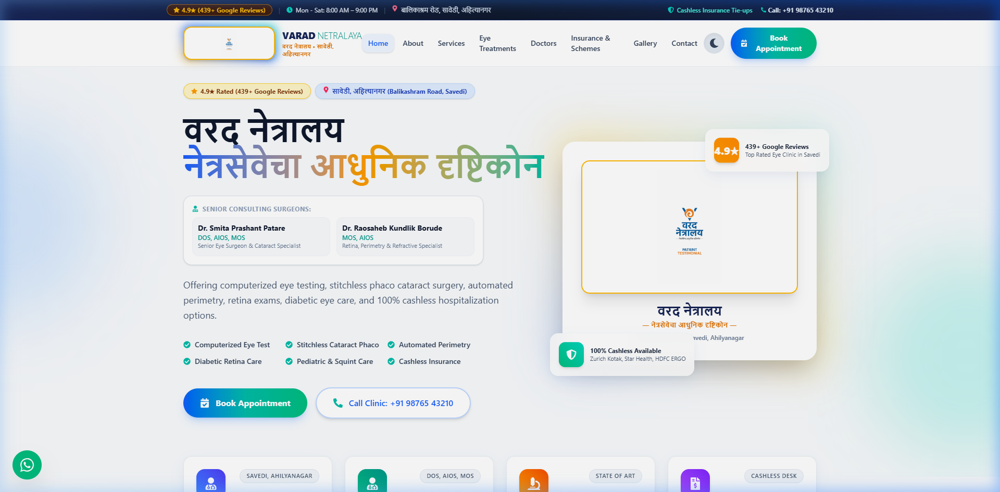 4.9★ (439+ Google Reviews)
Mon - Sat: 8:00 AM – 9:00 PM
बालिकाश्रम रोड, सावेडी, अहिल्यानगर
Cashless Insurance Tie-ups
Call: +91 98765 43210
VARAD NETRALAYA
वरद नेत्रालय • सावेडी,
अहिल्यानगर
Home
About
Services
Eye
Treatments
Doctors
Insurance &
Schemes
Gallery
Contact
Book
Appointment
4.9★ Rated (439+ Google Reviews)
सावेडी, अहिल्यानगर (Balikashram Road, Savedi)
वरद नेत्रालय
नेत्रसेवेचा आधुनिक दृष्टिकोन
SENIOR CONSULTING SURGEONS:
Dr. Smita Prashant Patare
DOS, AIOS, MOS
Senior Eye Surgeon & Cataract Specialist
Dr. Raosaheb Kundlik Borude
MOS, AIOS
Retina, Perimetry & Refractive Specialist
Offering computerized eye testing, stitchless phaco cataract surgery, automated
perimetry, retina exams, diabetic eye care, and 100% cashless hospitalization
options.
Computerized Eye Test
Stitchless Cataract Phaco
Automated Perimetry
Diabetic Retina Care
Pediatric & Squint Care
Cashless Insurance
Book Appointment
Call Clinic: +91 98765 43210
4.9★
439+ Google Reviews
Top Rated Eye Clinic in Savedi
वरद
नेत्रालय
PATIENT
TESTIMONIAL
वरद नेत्रालय
— नेत्रसेवेचा आधुनिक दृष्टिकोन —
avedi, Ahilyanagar
100% Cashless Available
Zurich Kotak, Star Health, HDFC ERGO
SAVEDI, AHILYANAGAR
DOS, AIOS, MOS
STATE OF ART
CASHLESS DESK